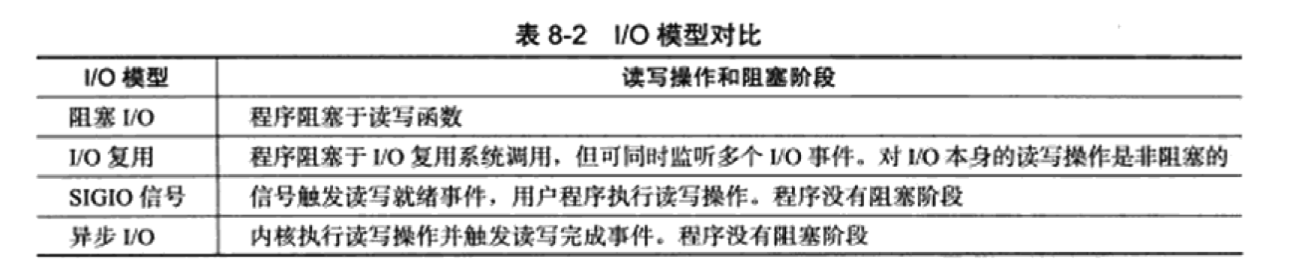 表 8-2 I/O 模型对比
I/O 模型 读写操作和阻塞阶段
阻塞 I/O 程序阻塞于读写函数
I/O 复用 程序阻塞于 I/O 复用系统调用，但可同时监听多个 I/O 事件。对 I/O 本身的读写操作是非阻塞的
SIGIO 信号 信号触发读写就绪事件，用户程序执行读写操作。程序没有阻塞阶段
异步 I/O 内核执行读写操作并触发读写完成事件。程序没有阻塞阶段